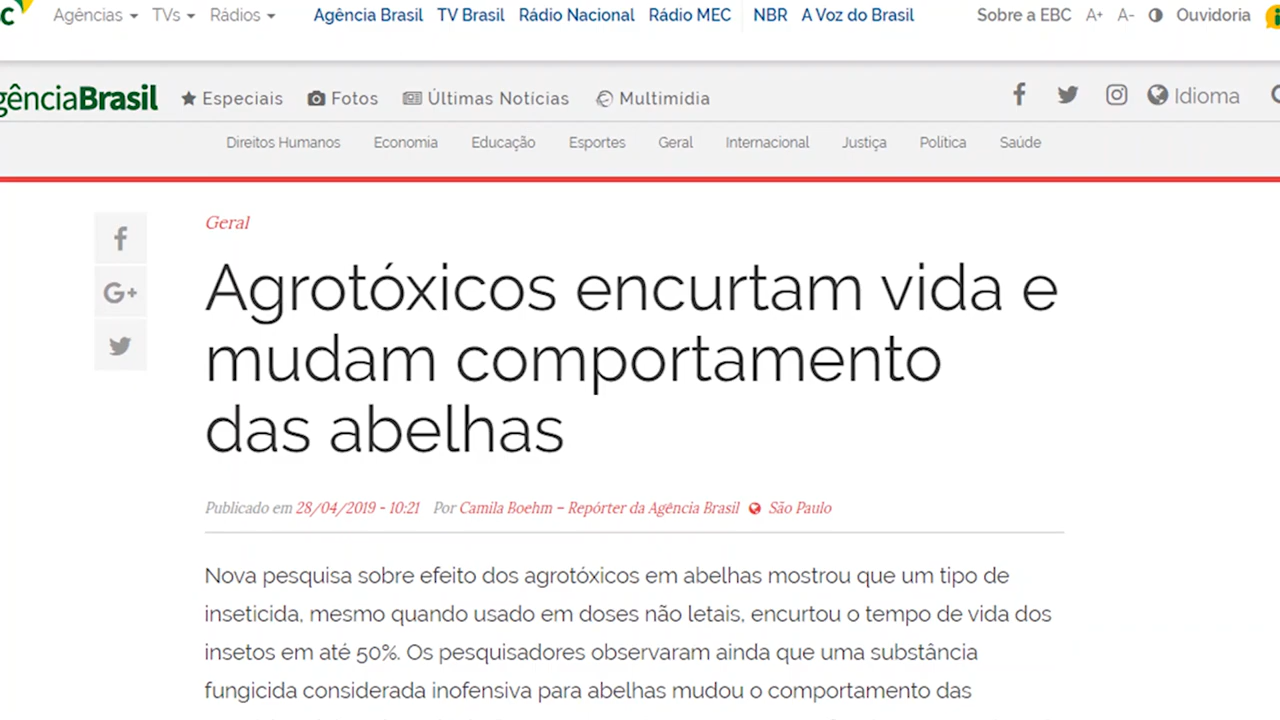 Agências TVs Rádios Agência Brasil TV Brasil Rádio Nacional Rádio MEC NBR A Voz do Brasil Sobre a EBC A+ A- Ouvidoria
gênciaBrasil Especiais Fotos Últimas Notícias Multimídia Idioma
Direitos Humanos Economia Educação Esportes Geral Internacional Justiça Política Saúde
Geral
G+
Agrotóxicos encurtam vida e
mudam comportamento
das abelhas
Publicado em 28/04/2019 - 10:21 Por Camila Boehm – Repórter da Agência Brasil São Paulo
Nova pesquisa sobre efeito dos agrotóxicos em abelhas mostrou que um tipo de
inseticida, mesmo quando usado em doses não letais, encurtou o tempo de vida dos
insetos em até 50%. Os pesquisadores observaram ainda que uma substância
fungicida considerada inofensiva para abelhas mudou o comportamento das